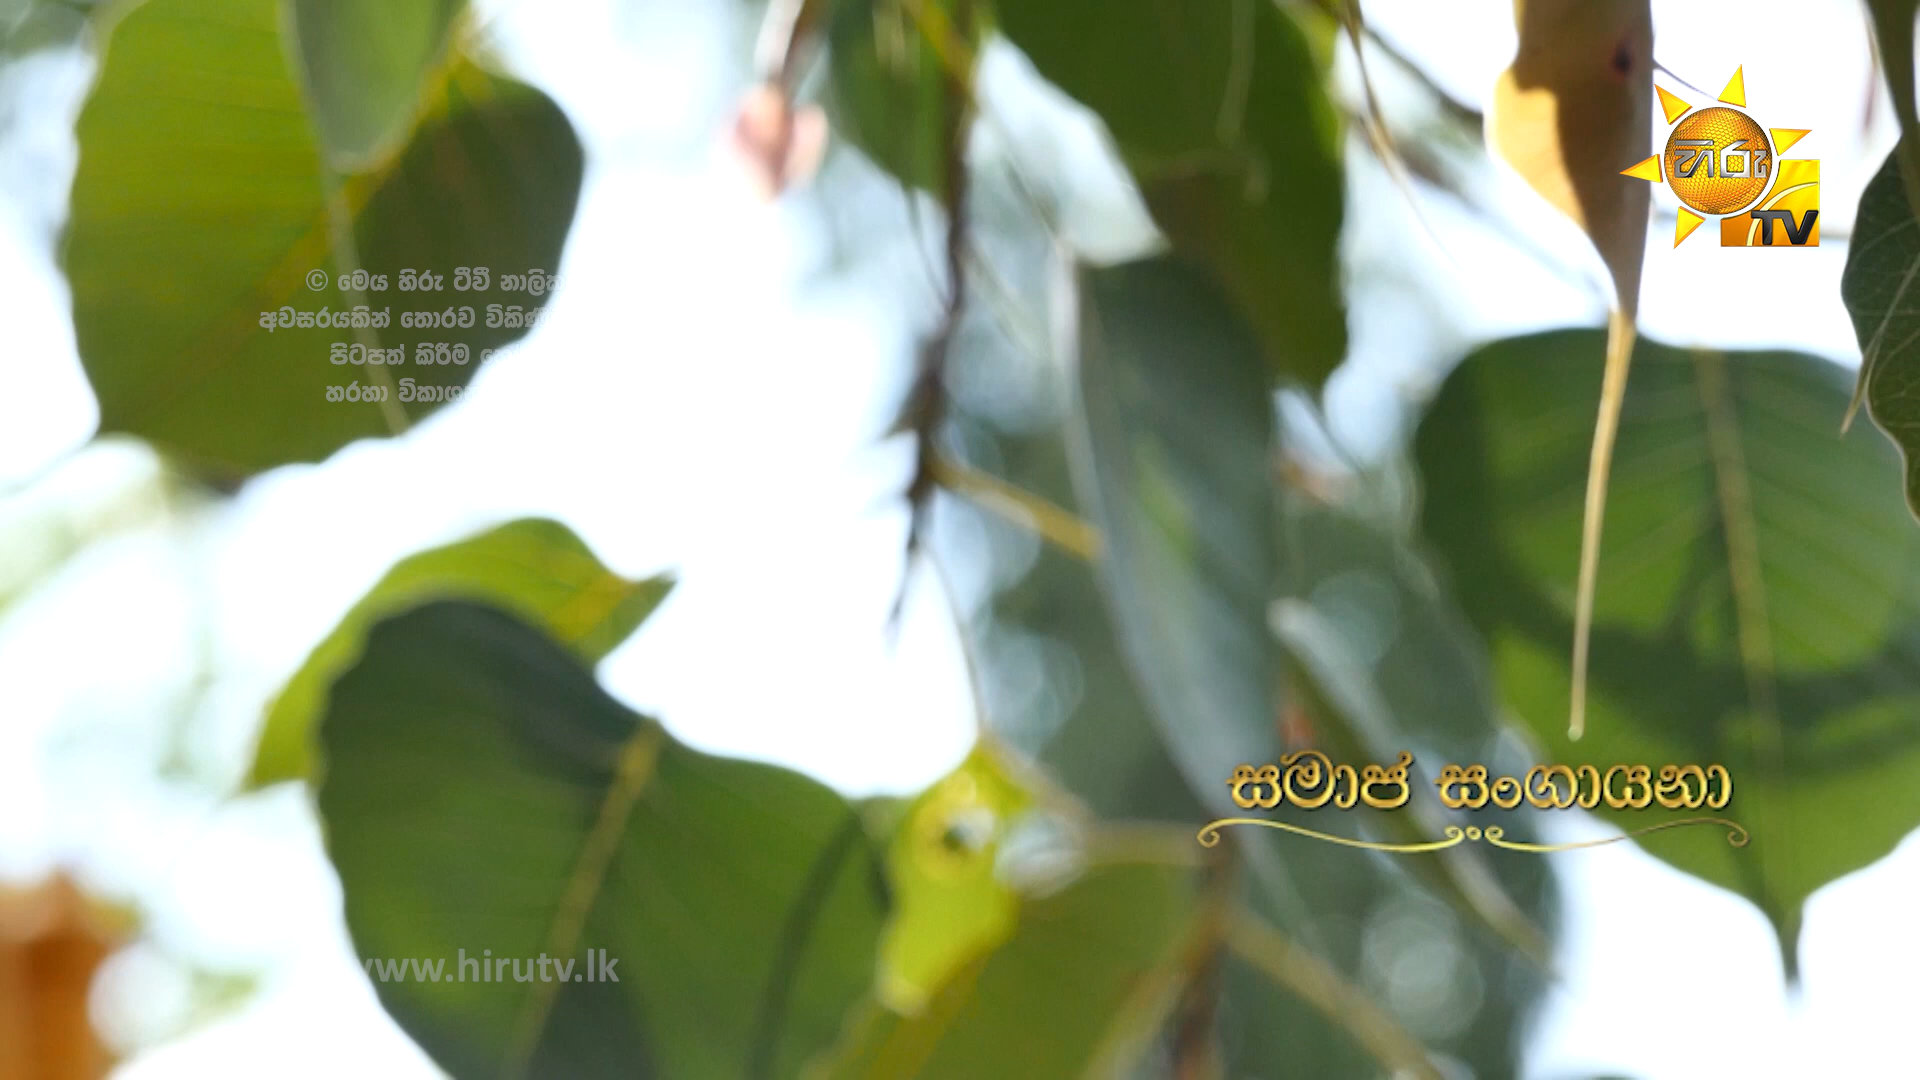 හිරු
TV
© මෙය හිරු ටීවී නාලික
අවසරයකින් තොරව
පිටපත් කිරීම
හරහා
සමාජ සංගායනා
www.hirutv.lk